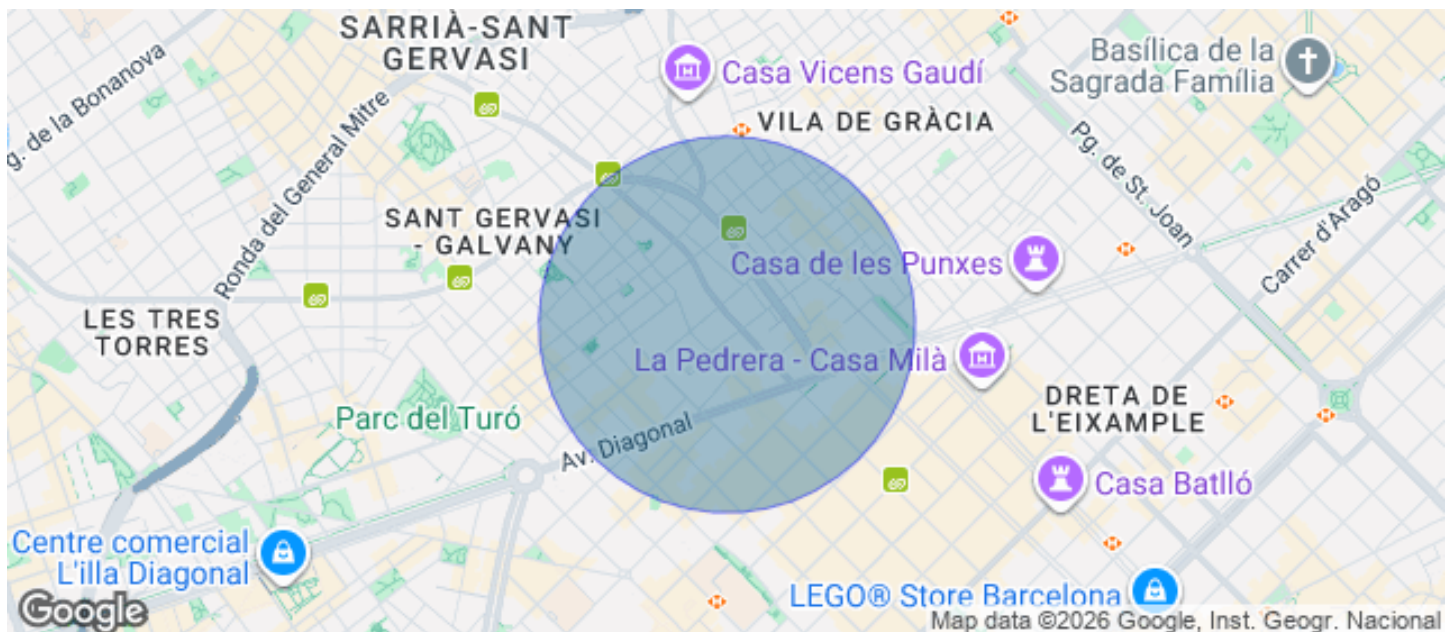 SARRIÀ-SANT
GERVASI
Casa Vicens Gaudí
Basílica de la
Sagrada Família
g. de la Bonanova
VILA DE GRÀCIA
Ronda del General Mitre
Pg. de St. Joan
SANT GERVASI
- GALVANY
Carrer d'Aragó
Casa de les Punxes
LES TRES
TORRES
La Pedrera - Casa Milà
DRETA DE
L'EIXAMPLE
Parc del Turó
Av. Diagonal
Casa Batlló
Centre comercial
L'illa Diagonal
LEGO® Store Barcelona
Google
Map data ©2026 Google, Inst. Geogr. Nacional